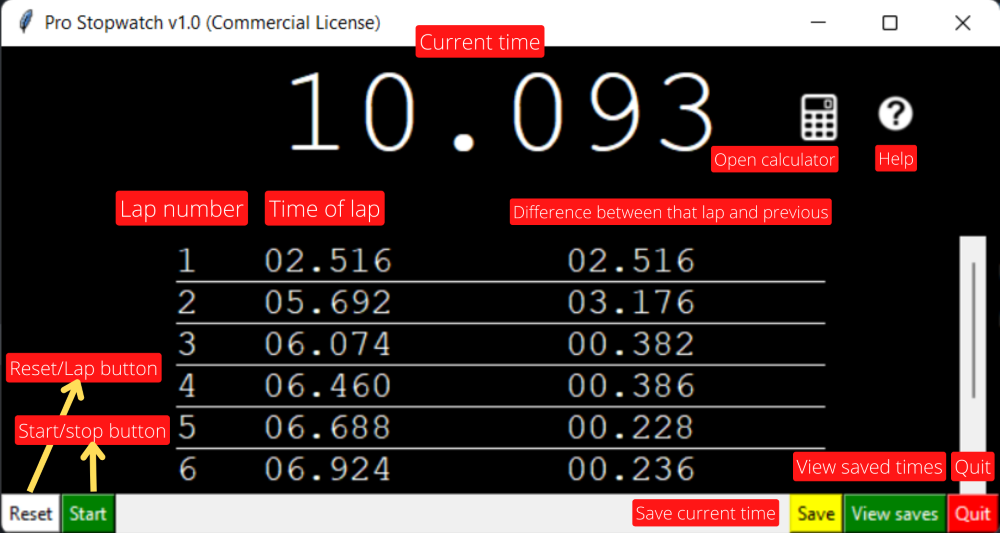 Pro Stopwatch v1.0 (Commercial License)
Current time
10.093
Open calculator
Help
Lap number
Time of lap
Difference between that lap and previous
1 02.516 02.516
2 05.692 03.176
3 06.074 00.382
4 06.460 00.386
5 06.688 00.228
6 06.924 00.236
Reset/Lap button
Start/stop button
View saved times
Quit
Save current time
Reset
Start
Save
View saves
Quit